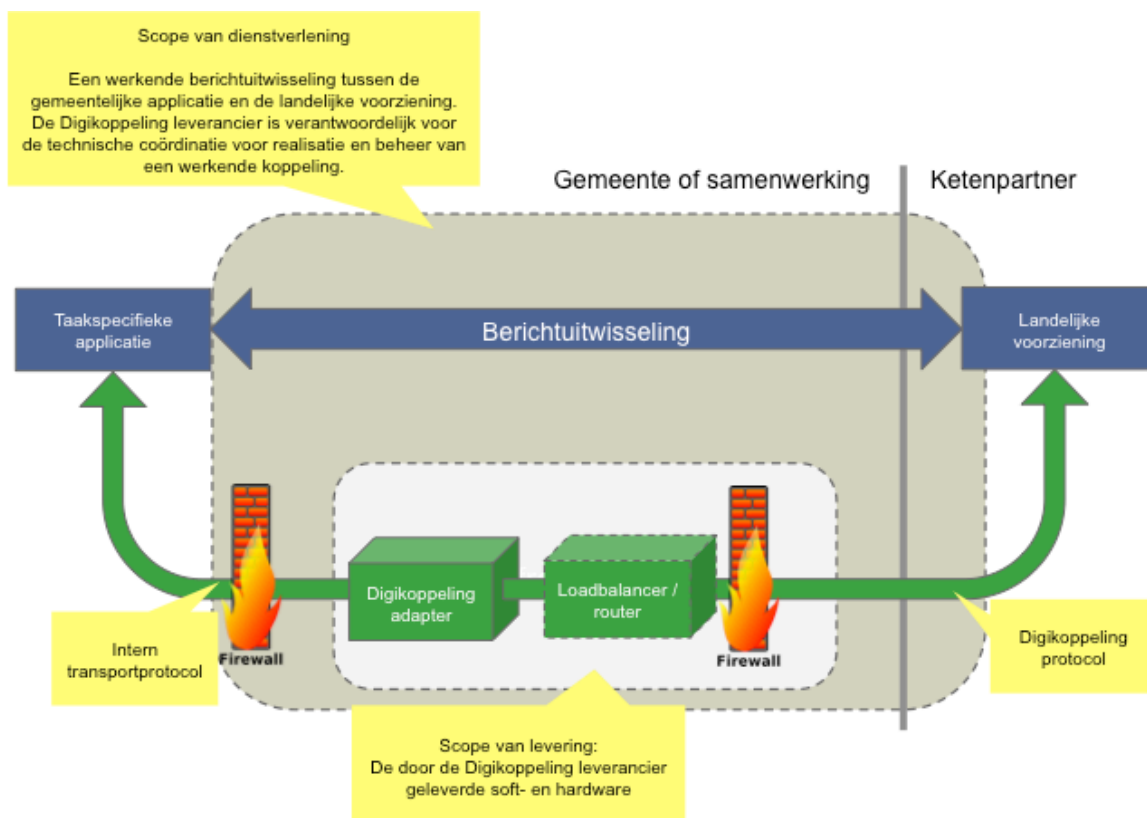 Scope van dienstverlening
Een werkende berichtuitwisseling tussen de
gemeentelijke applicatie en de landelijke voorziening.
De Digikoppeling leverancier is verantwoordelijk voor
de technische coördinatie voor realisatie en beheer van
een werkende koppeling.
Gemeente of samenwerking
Ketenpartner
Taakspecifieke
applicatie
Berichtuitwisseling
Landelijke
voorziening
Digikoppeling
adapter
Loadbalancer /
router
Firewall
Firewall
Intern
transportprotocol
Digikoppeling
protocol
Scope van levering:
De door de Digikoppeling leverancier
geleverde soft- en hardware